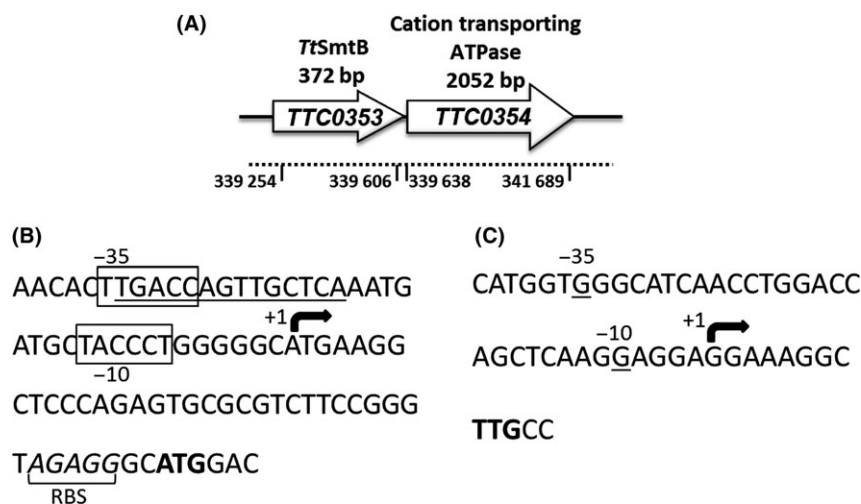 (A)
TtSmtB
372 bp
Cation transporting
ATPase
2052 bp
TTC0353
TTC0354
339 254
339 606
339 638
341 689
(B)
−35
AACACTTGACCAGTTGCTCAAATG
+1
ATGCTACCCTGGGGGCATGAAGG
−10
CTCCCAGAGTGCGCGTCTTCCGGG
TAGAGGGCATGGAC
RBS
(C)
−35
CATGGTGGGCATCAACCTGGACC
−10
+1
AGCTCAAGGAGGAGGAAAGGC
TTGCC